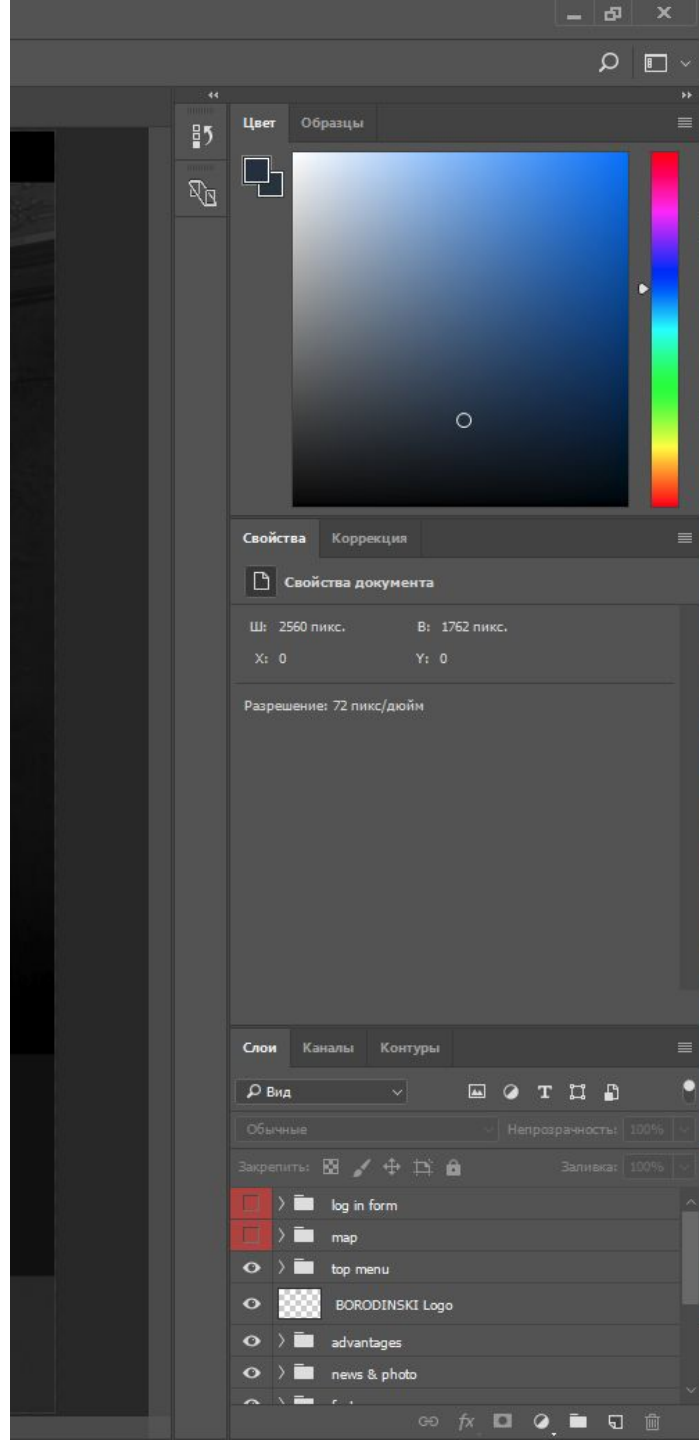 Цвет Образцы
Свойства Коррекция
Свойства документа
Ш: 2560 пикс. В: 1762 пикс.
X: 0 Y: 0
Разрешение: 72 пикс/дюйм
Слои Каналы Контуры
Вид
Обычные Непрозрачность: 100%
Закрепить: Заливка: 100%
log in form
map
top menu
BORODINSKI Logo
advantages
news & photo
fx